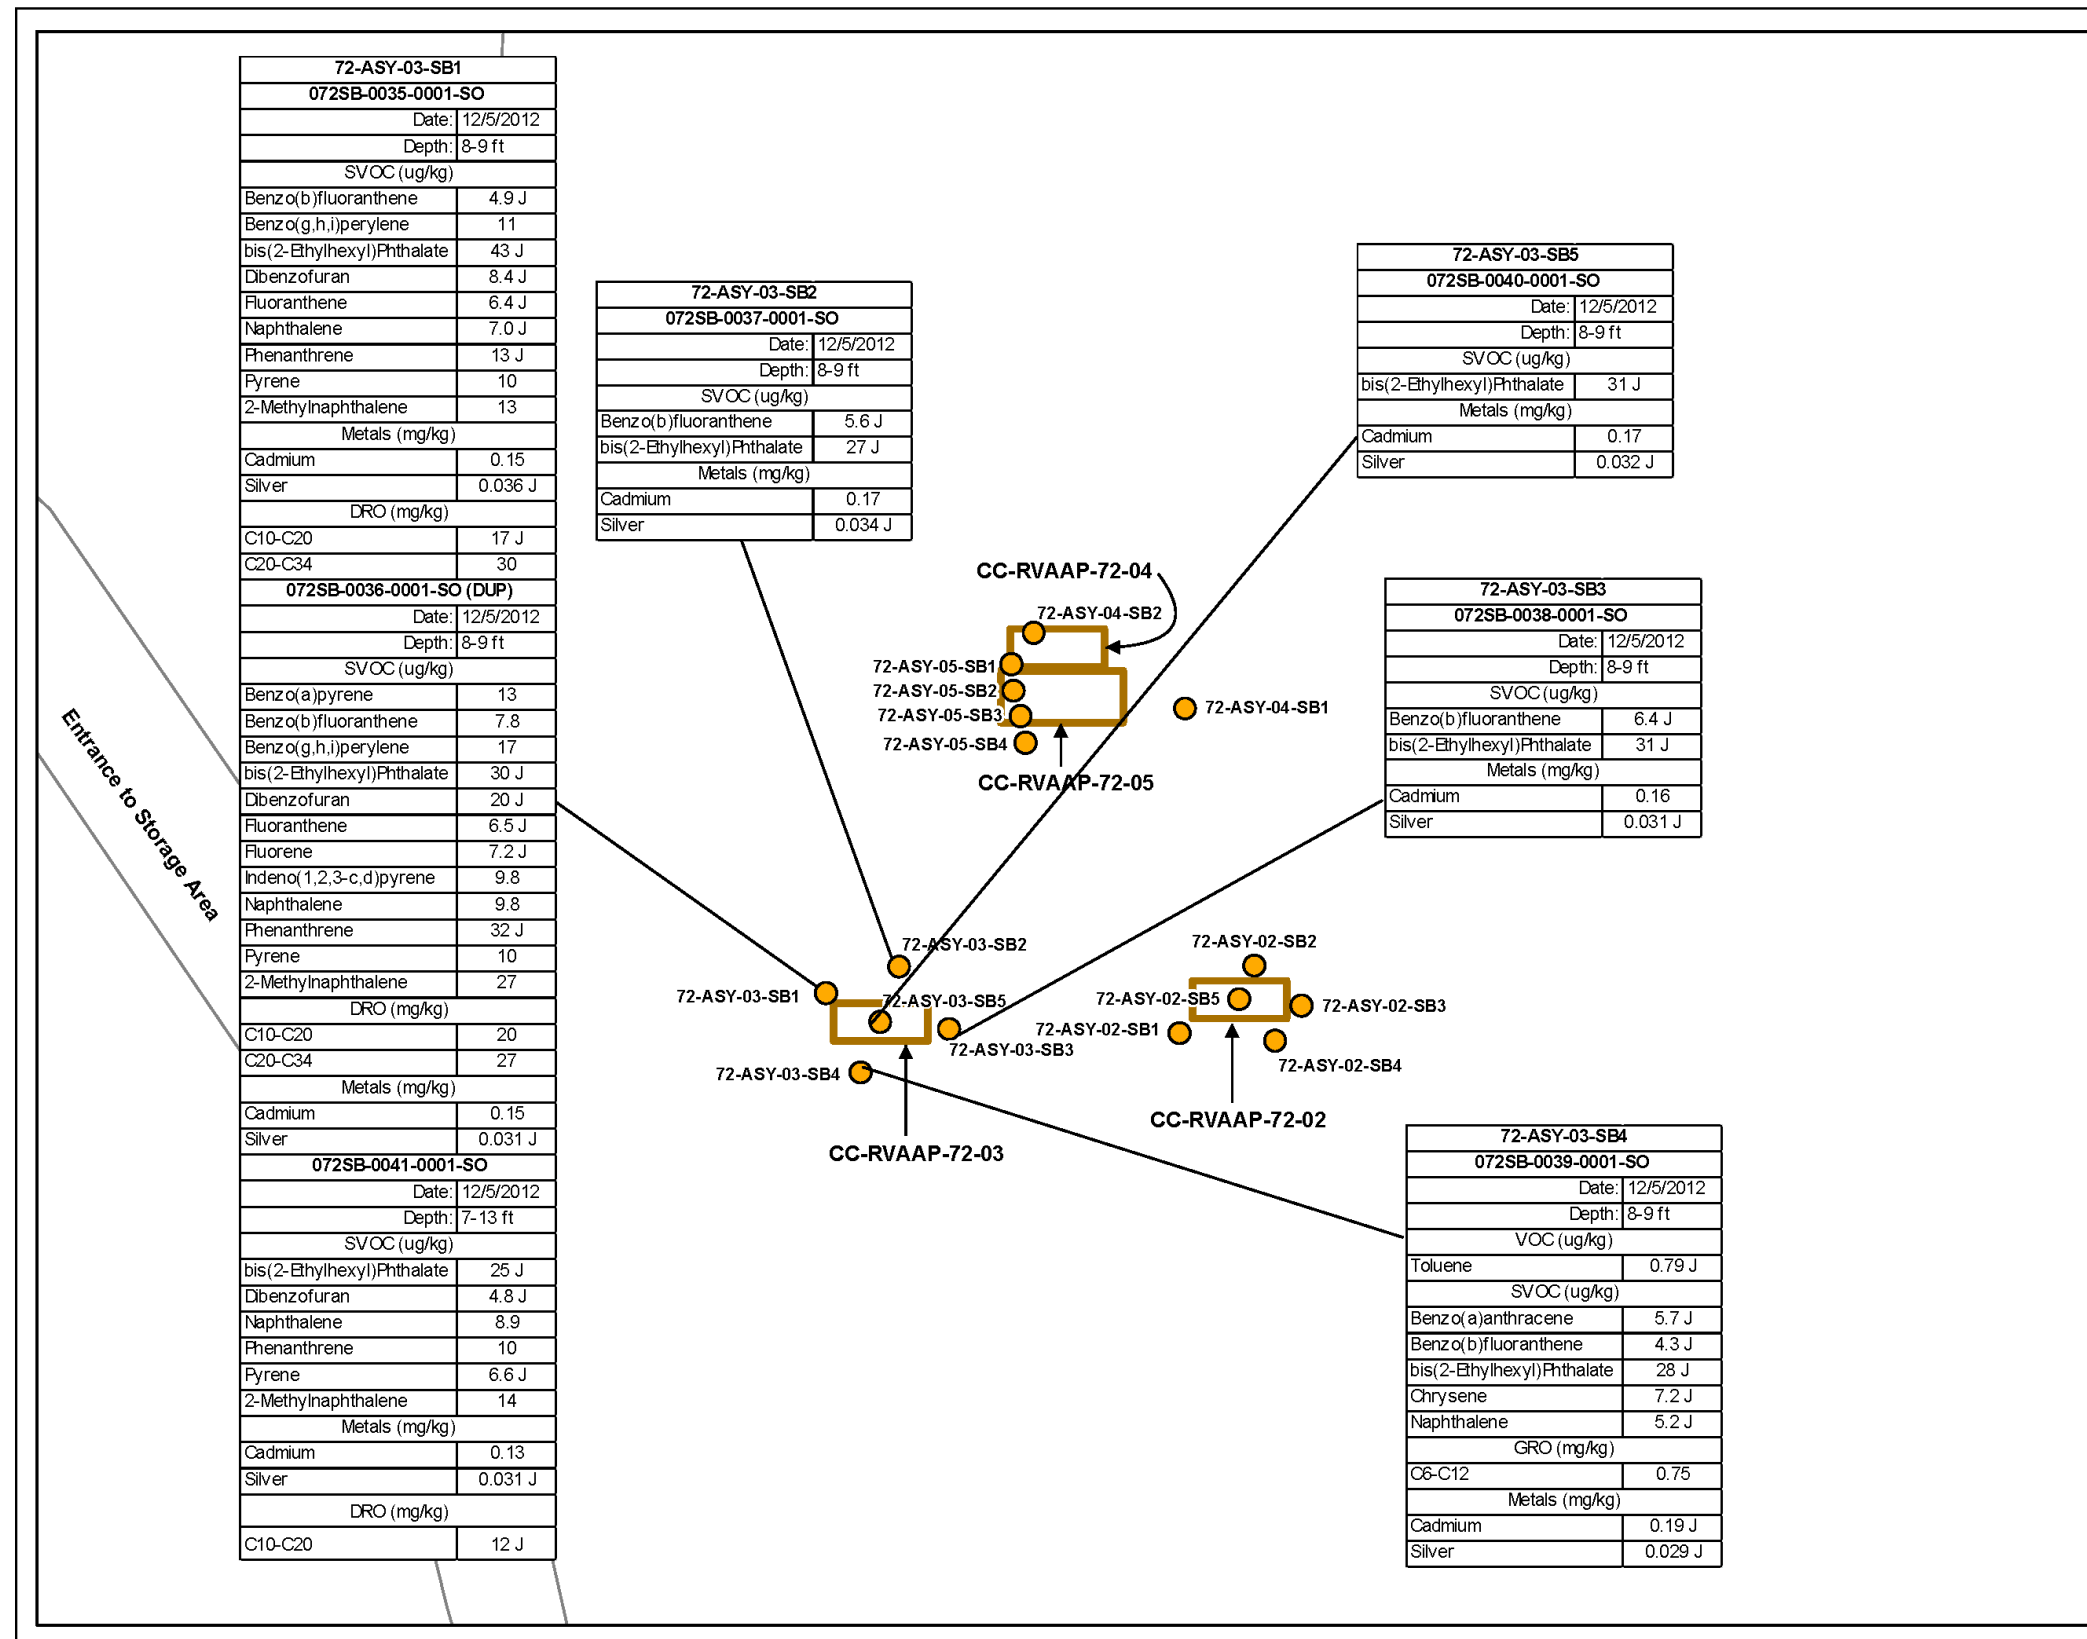 72-ASY-03-SB1
072SB-0035-0001-SO
Date: 12/5/2012
Depth: 8-9 ft
SVOC (ug/kg)
Benzo(b)fluoranthene 4.9 J
Benzo(g,h,i)perylene 11
bis(2-Ethylhexyl)Phthalate 43 J
Dibenzofuran 8.4 J
Fluoranthene 6.4 J
Naphthalene 7.0 J
Phenanthrene 13 J
Pyrene 10
2-Methylnaphthalene 13
Metals (mg/kg)
Cadmium 0.15
Silver 0.036 J
DRO (mg/kg)
C10-C20 17 J
C20-C34 30
072SB-0036-0001-SO (DUP)
Date: 12/5/2012
Depth: 8-9 ft
SVOC (ug/kg)
Benzo(a)pyrene 13
Benzo(b)fluoranthene 7.8
Benzo(g,h,i)perylene 17
bis(2-Ethylhexyl)Phthalate 30 J
Dibenzofuran 20 J
Fluoranthene 6.5 J
Fluorene 7.2 J
Indeno(1,2,3-c,d)pyrene 9.8
Naphthalene 9.8
Phenanthrene 32 J
Pyrene 10
2-Methylnaphthalene 27
DRO (mg/kg)
C10-C20 20
C20-C34 27
Metals (mg/kg)
Cadmium 0.15
Silver 0.031 J
072SB-0041-0001-SO
Date: 12/5/2012
Depth: 7-13 ft
SVOC (ug/kg)
bis(2-Ethylhexyl)Phthalate 25 J
Dibenzofuran 4.8 J
Naphthalene 8.9
Phenanthrene 10
Pyrene 6.6 J
2-Methylnaphthalene 14
Metals (mg/kg)
Cadmium 0.13
Silver 0.031 J
DRO (mg/kg)
C10-C20 12 J
Entrance to Storage Area
72-ASY-03-SB2
072SB-0037-0001-SO
Date: 12/5/2012
Depth: 8-9 ft
SVOC (ug/kg)
Benzo(b)fluoranthene 5.6 J
bis(2-Ethylhexyl)Phthalate 27 J
Metals (mg/kg)
Cadmium 0.17
Silver 0.034 J
72-ASY-03-SB5
072SB-0040-0001-SO
Date: 12/5/2012
Depth: 8-9 ft
SVOC (ug/kg)
bis(2-Ethylhexyl)Phthalate 31 J
Metals (mg/kg)
Cadmium 0.17
Silver 0.032 J
72-ASY-03-SB3
072SB-0038-0001-SO
Date: 12/5/2012
Depth: 8-9 ft
SVOC (ug/kg)
Benzo(b)fluoranthene 6.4 J
bis(2-Ethylhexyl)Phthalate 31 J
Metals (mg/kg)
Cadmium 0.16
Silver 0.031 J
CC-RVAAP-72-04
72-ASY-04-SB2
72-ASY-05-SB1
72-ASY-05-SB2
72-ASY-05-SB3
72-ASY-05-SB4
72-ASY-04-SB1
CC-RVAAP-72-05
72-ASY-03-SB2
72-ASY-03-SB1
72-ASY-03-SB5
72-ASY-03-SB3
72-ASY-03-SB4
CC-RVAAP-72-03
72-ASY-02-SB2
72-ASY-02-SB5
72-ASY-02-SB3
72-ASY-02-SB1
72-ASY-02-SB4
CC-RVAAP-72-02
72-ASY-03-SB4
072SB-0039-0001-SO
Date: 12/5/2012
Depth: 8-9 ft
VOC (ug/kg)
Toluene 0.79 J
SVOC (ug/kg)
Benzo(a)anthracene 5.7 J
Benzo(b)fluoranthene 4.3 J
bis(2-Ethylhexyl)Phthalate 28 J
Chrysene 7.2 J
Naphthalene 5.2 J
GRO (mg/kg)
C6-C12 0.75
Metals (mg/kg)
Cadmium 0.19 J
Silver 0.029 J